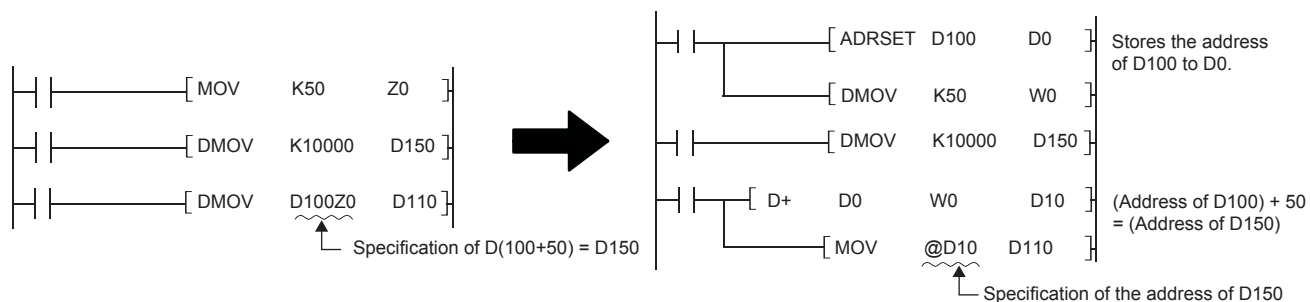 [ MOV K50 Z0 ]
[ DMOV K10000 D150 ]
[ DMOV D100Z0 D110 ]
Specification of D(100+50) = D150
[ ADRSET D100 D0 ]
Stores the address
of D100 to D0.
[ DMOV K50 W0 ]
[ DMOV K10000 D150 ]
[ D+ D0 W0 D10 ]
(Address of D100) + 50
= (Address of D150)
[ MOV @D10 D110 ]
Specification of the address of D150